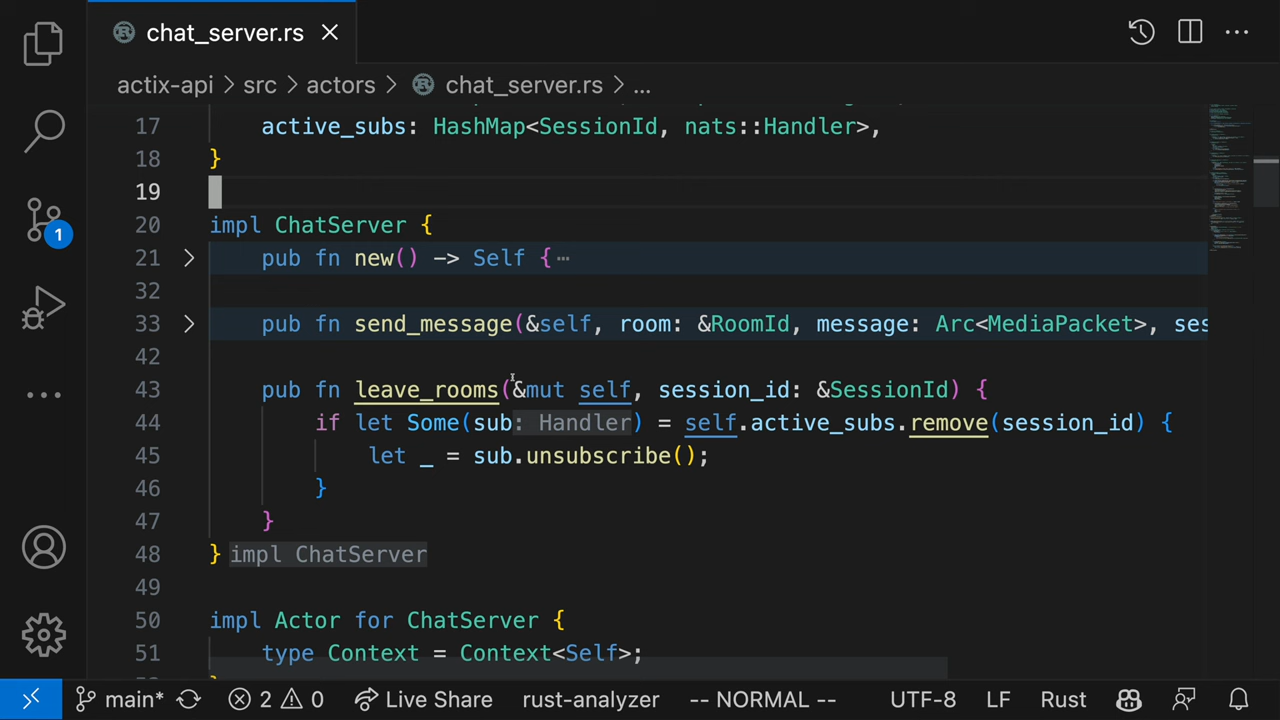 chat_server.rs
actix-api > src > actors > chat_server.rs > ...
17 active_subs: HashMap<SessionId, nats::Handler>,
18 }
19
20 impl ChatServer {
21 pub fn new() -> Self { ⋯
32
33 pub fn send_message(&self, room: &RoomId, message: Arc<MediaPacket>, ses
42
43 pub fn leave_rooms(&mut self, session_id: &SessionId) {
44 if let Some(sub: Handler) = self.active_subs.remove(session_id) {
45 let _ = sub.unsubscribe();
46 }
47 }
48 } impl ChatServer
49
50 impl Actor for ChatServer {
51 type Context = Context<Self>;
1
main* 2 0 Live Share rust-analyzer -- NORMAL -- UTF-8 LF Rust